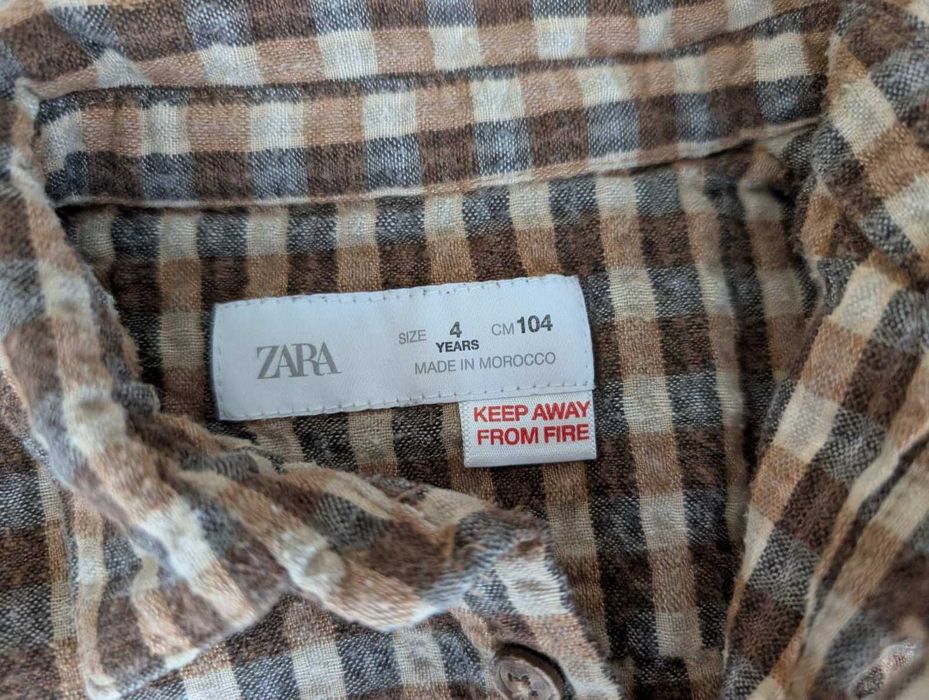 ZARA
SIZE 4 CM 104
YEARS
MADE IN MOROCCO
KEEP AWAY
FROM FIRE